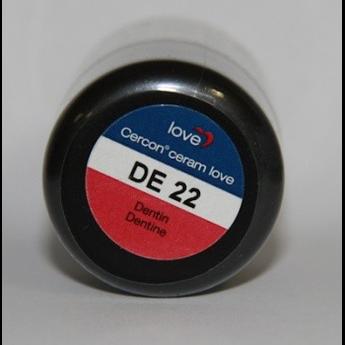 love
Cercon® ceram love
DE 22
Dentin
Dentine